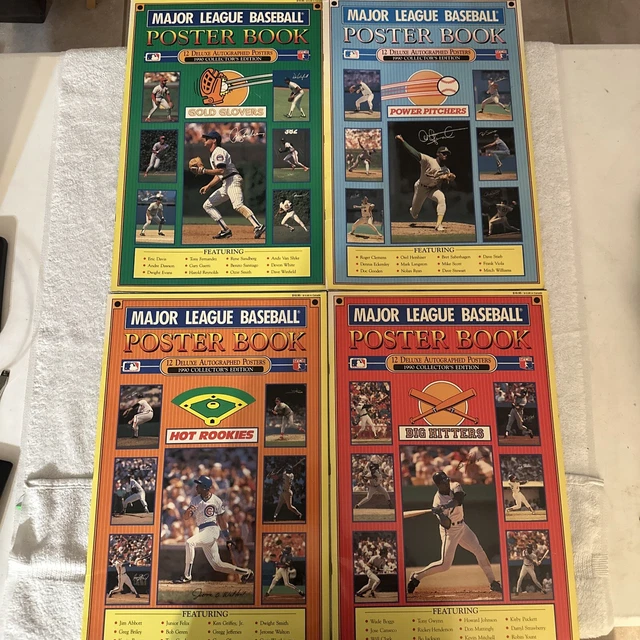 MAJOR LEAGUE BASEBALL
POSTER BOOK
12 DELUXE AUTOGRAPHED POSTERS
1990 COLLECTOR'S EDITION
GOLD GLOVERS
FEATURING
Eric Davis
Andre Dawson
Dwight Evans
Tony Fernandez
Gary Gaetti
Harold Reynolds
Ryne Sandberg
Benito Santiago
Ozzie Smith
Andy Van Slyke
Devon White
Dave Winfield
MAJOR LEAGUE BASEBALL
POSTER BOOK
12 DELUXE AUTOGRAPHED POSTERS
1990 COLLECTOR'S EDITION
POWER PITCHERS
FEATURING
Roger Clemens
Dennis Eckersley
Doc Gooden
Orel Hershiser
Mark Langston
Nolan Ryan
Bret Saberhagen
Mike Scott
Dave Stewart
Dave Stieb
Frank Viola
Mitch Williams
MAJOR LEAGUE BASEBALL
POSTER BOOK
12 DELUXE AUTOGRAPHED POSTERS
1990 COLLECTOR'S EDITION
HOT ROOKIES
FEATURING
Jim Abbott
Greg Briley
Junior Felix
Ken Griffey, Jr.
Gregg Jefferies
Dwight Smith
Jerome Walton
MAJOR LEAGUE BASEBALL
POSTER BOOK
12 DELUXE AUTOGRAPHED POSTERS
1990 COLLECTOR'S EDITION
BIG HITTERS
FEATURING
Wade Boggs
Jose Canseco
Will Clark
Tony Gwynn
Rickey Henderson
Bo Jackson
Howard Johnson
Don Mattingly
Kevin Mitchell
Kirby Puckett
Darryl Strawberry
Robin Yount